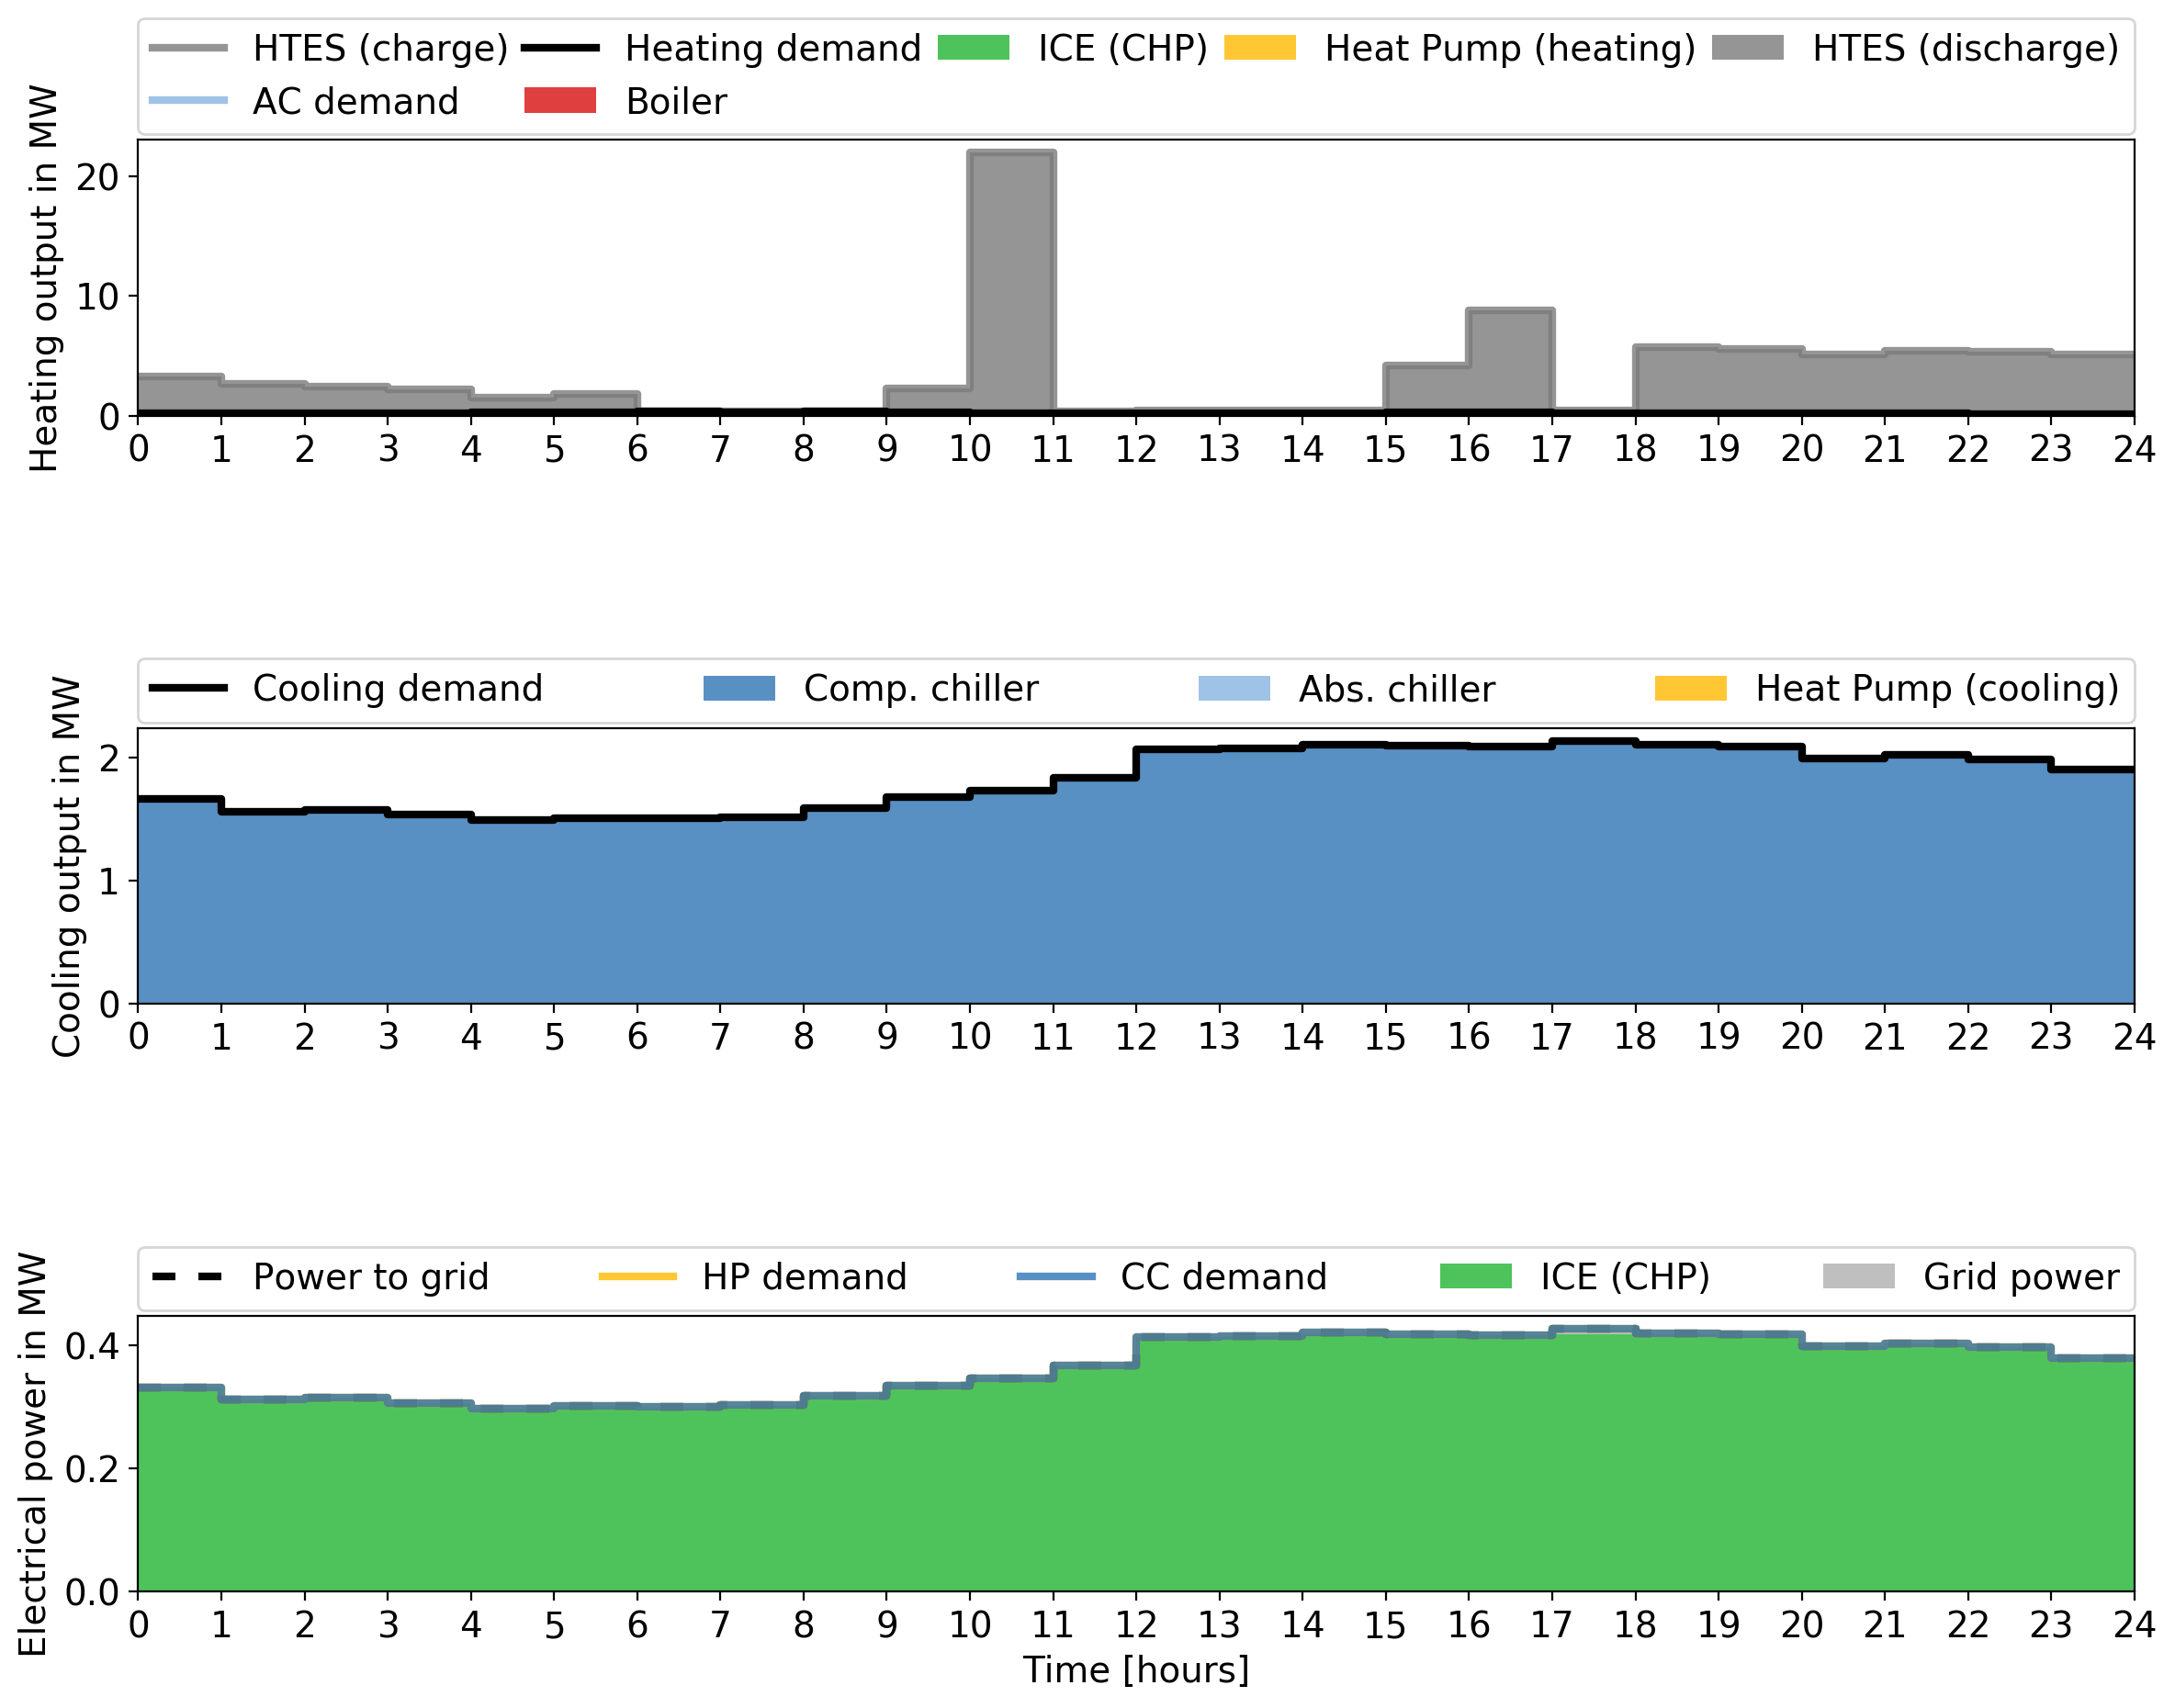 HTES (charge) Heating demand ICE (CHP) Heat Pump (heating) HTES (discharge)
AC demand Boiler
Heating output in MW
20
10
0
0 1 2 3 4 5 6 7 8 9 10 11 12 13 14 15 16 17 18 19 20 21 22 23 24
Cooling demand Comp. chiller Abs. chiller Heat Pump (cooling)
Cooling output in MW
2
1
0
0 1 2 3 4 5 6 7 8 9 10 11 12 13 14 15 16 17 18 19 20 21 22 23 24
Power to grid HP demand CC demand ICE (CHP) Grid power
Electrical power in MW
0.4
0.2
0.0
0 1 2 3 4 5 6 7 8 9 10 11 12 13 14 15 16 17 18 19 20 21 22 23 24
Time [hours]